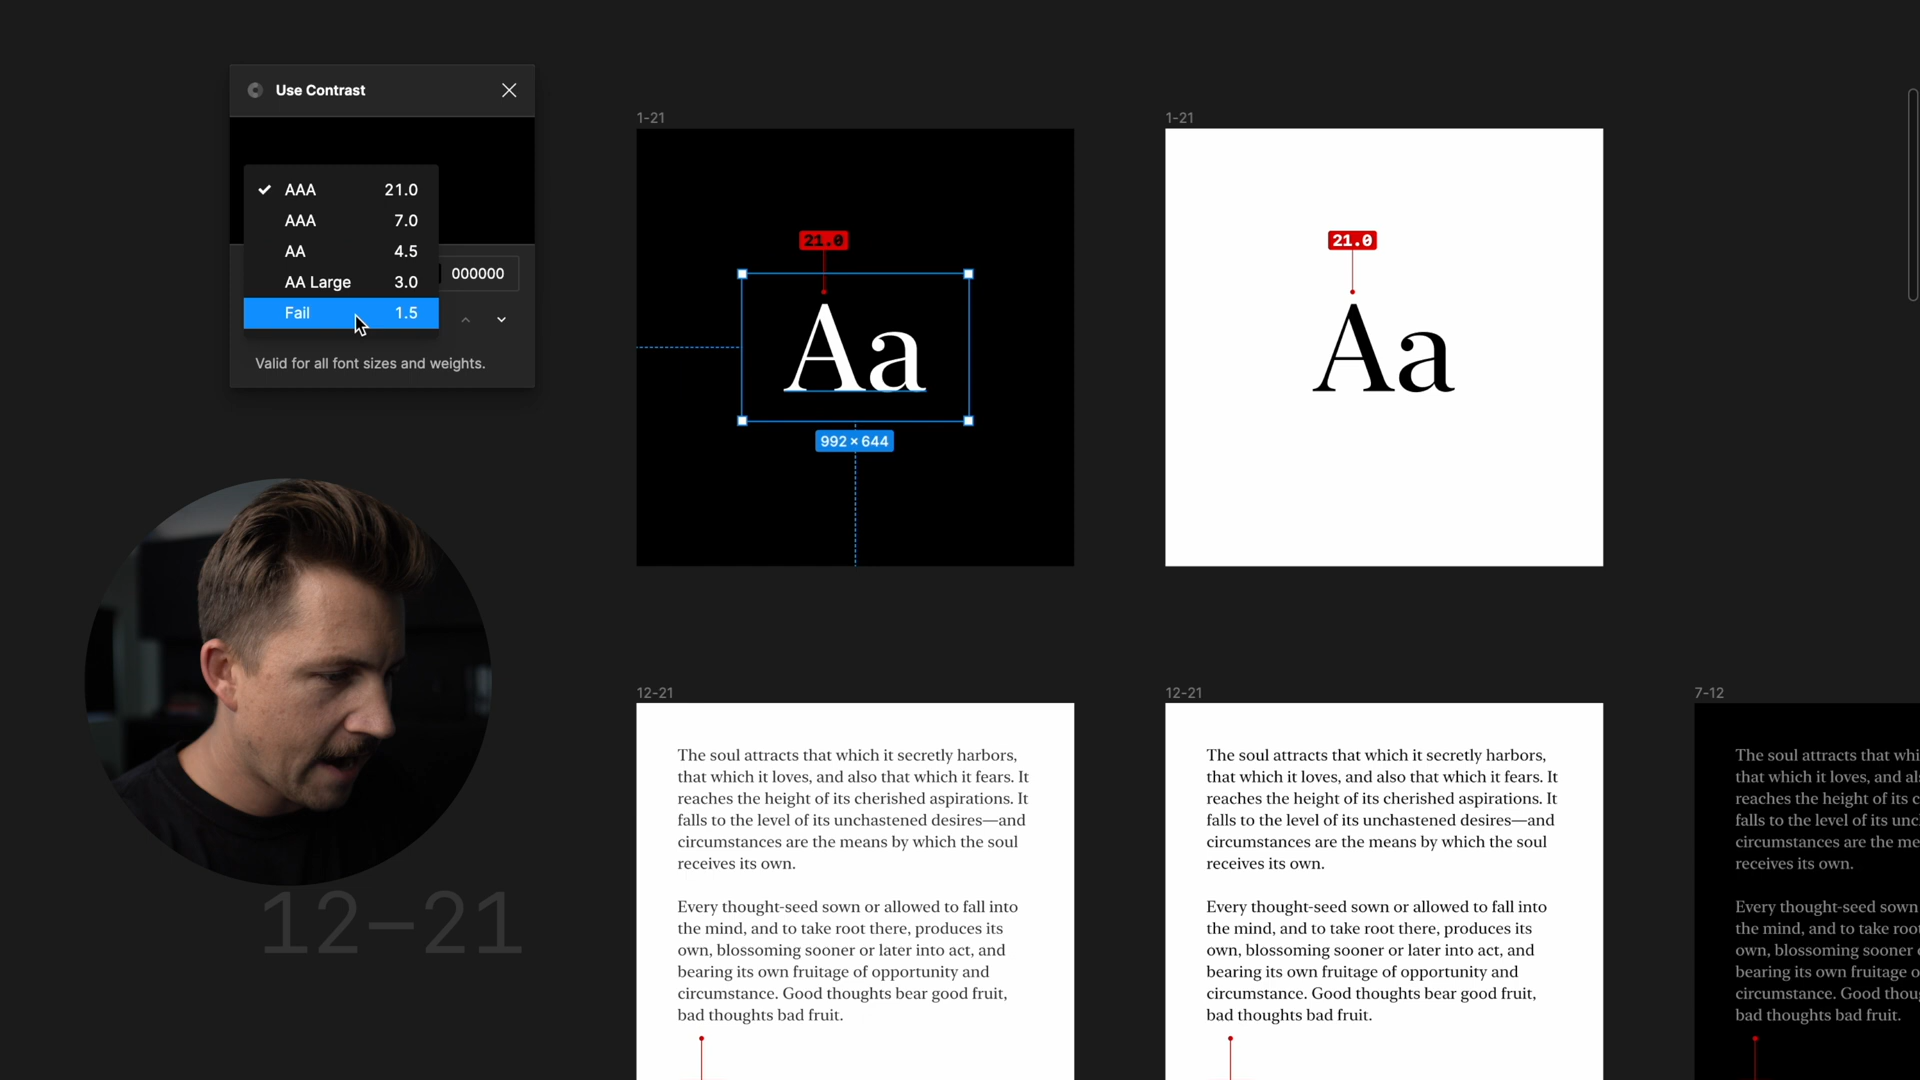 Use Contrast
AAA 21.0
AAA 7.0
AA 4.5
AA Large 3.0
Fail 1.5
000000
Valid for all font sizes and weights.
1-21
21.0
Aa
992 × 644
1-21
21.0
Aa
12–21
12-21
The soul attracts that which it secretly harbors,
that which it loves, and also that which it fears. It
reaches the height of its cherished aspirations. It
falls to the level of its unchastened desires—and
circumstances are the means by which the soul
receives its own.
Every thought-seed sown or allowed to fall into
the mind, and to take root there, produces its
own, blossoming sooner or later into act, and
bearing its own fruitage of opportunity and
circumstance. Good thoughts bear good fruit,
bad thoughts bad fruit.
12-21
The soul attracts that which it secretly harbors,
that which it loves, and also that which it fears. It
reaches the height of its cherished aspirations. It
falls to the level of its unchastened desires—and
circumstances are the means by which the soul
receives its own.
Every thought-seed sown or allowed to fall into
the mind, and to take root there, produces its
own, blossoming sooner or later into act, and
bearing its own fruitage of opportunity and
circumstance. Good thoughts bear good fruit,
bad thoughts bad fruit.
7-12
The soul attracts that
that which it loves, and
reaches the height of its
falls to the level of its
circumstances are the
receives its own.
Every thought-seed sown
the mind, and to take
own, blossoming sooner
bearing its own fruitage
circumstance. Good
bad thoughts bad fruit.